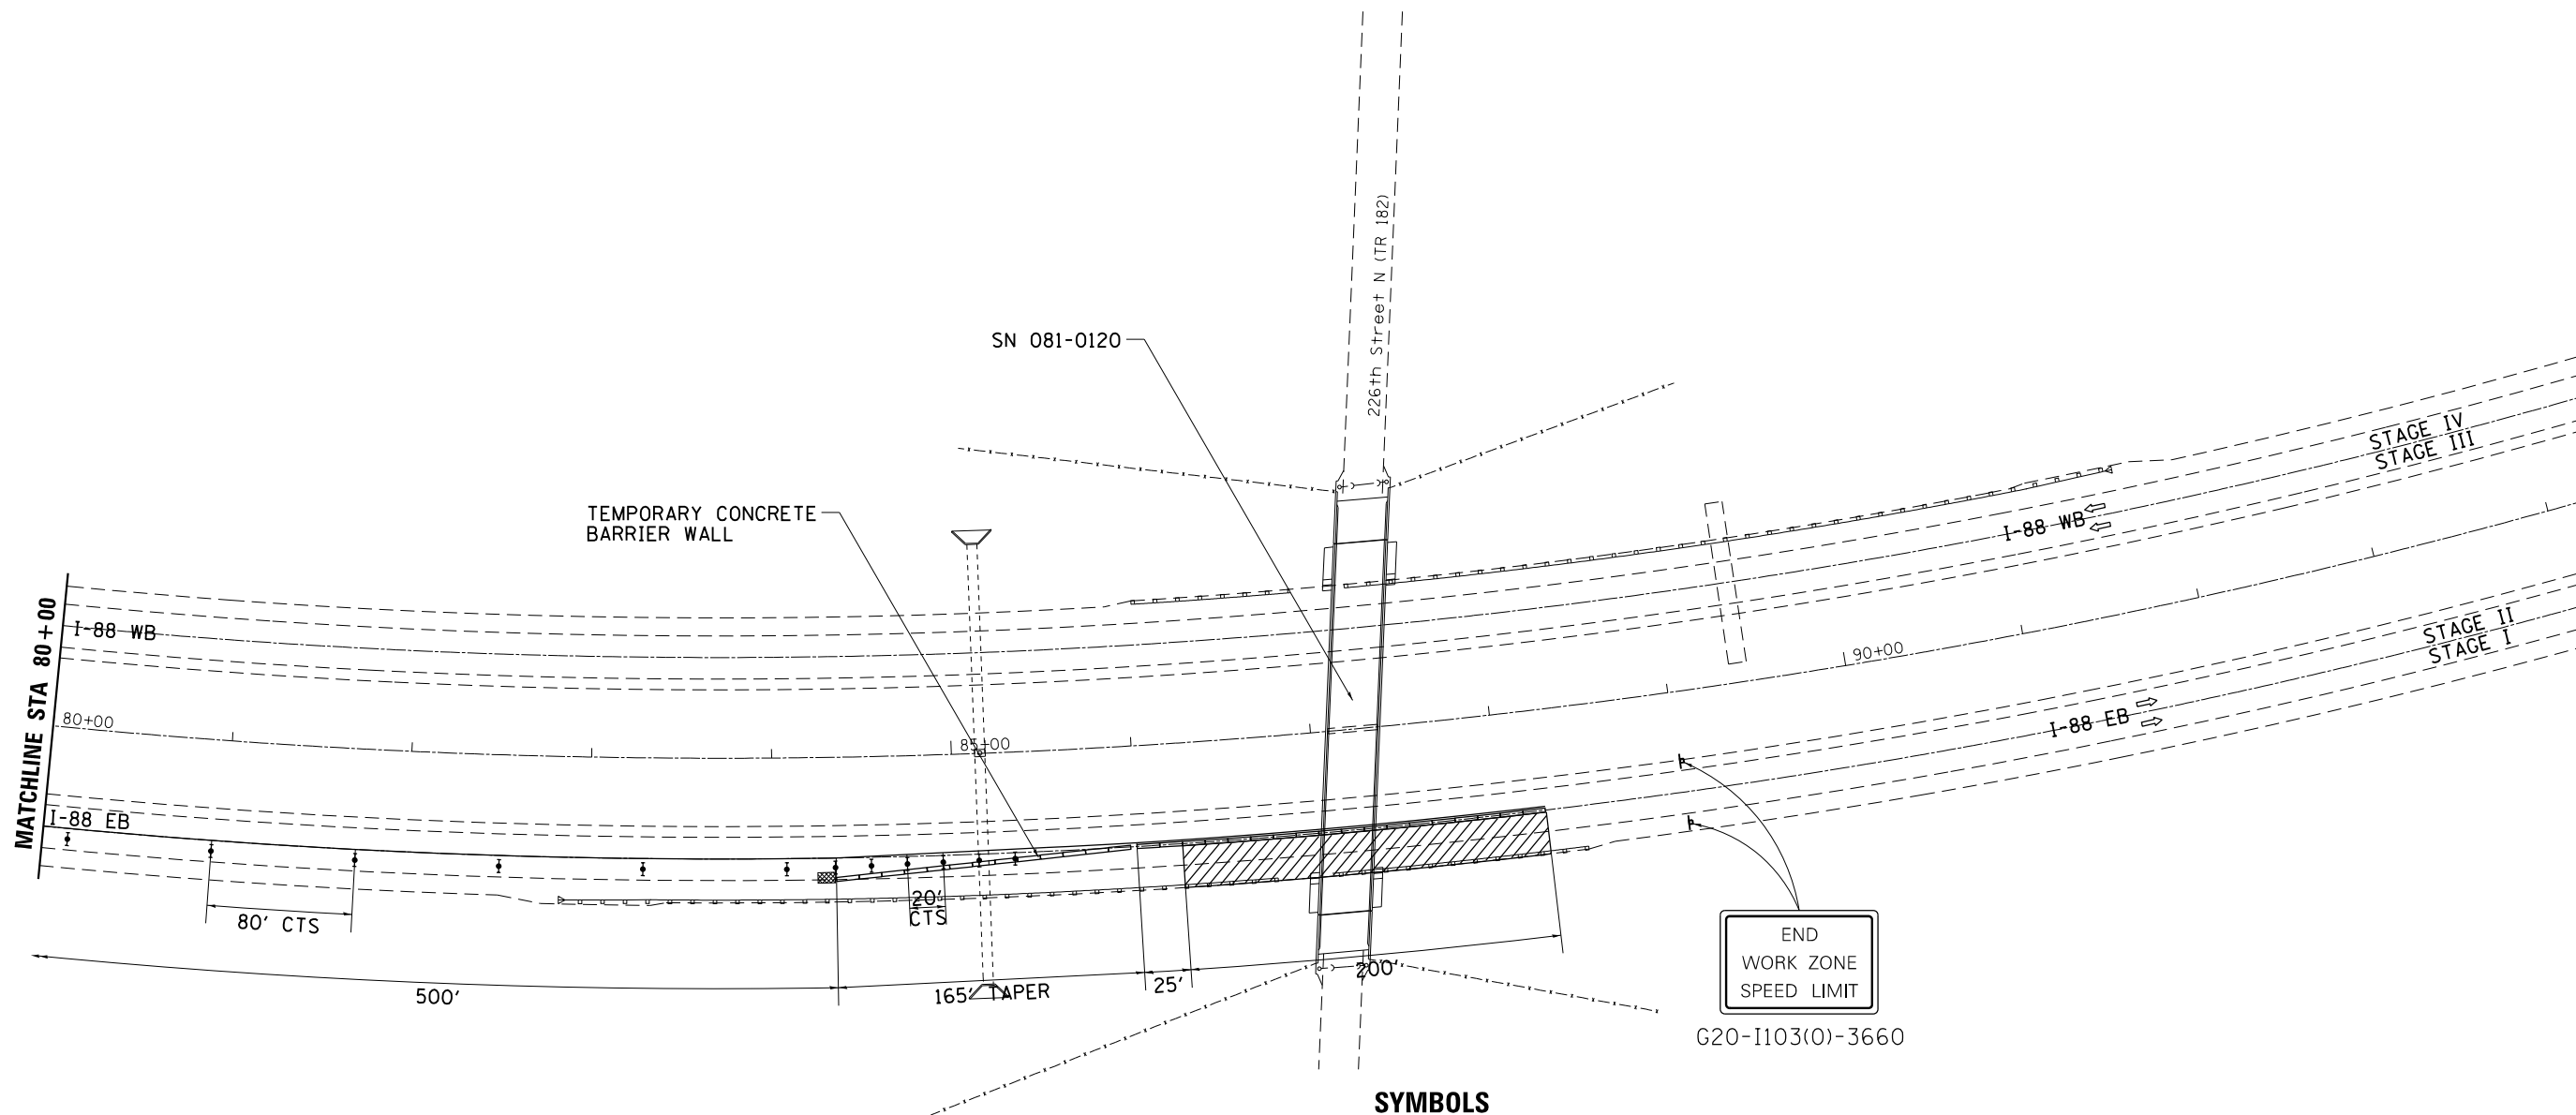 226th Street N (TR 182)
SN 081-0120
TEMPORARY CONCRETE
BARRIER WALL
STAGE IV
STAGE III
I-88 WB
MATCHLINE STA 80+00
I-88 WB
80+00
85+00
90+00
STAGE II
STAGE I
I-88 EB
I-88 EB
80' CTS
20'
CTS
500'
165' TAPER
25'
200'
END
WORK ZONE
SPEED LIMIT
G20-I103(O)-3660
SYMBOLS